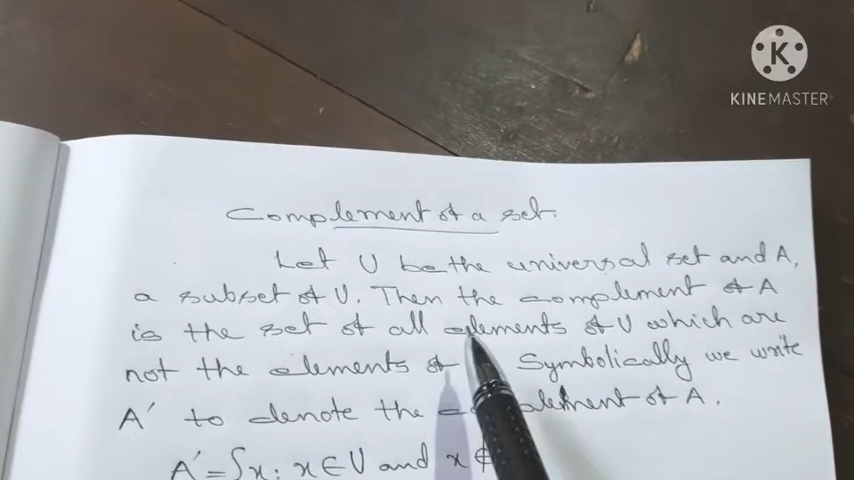 K
KINEMASTER
Complement of a set.
Let U be the universal set and A,
a subset of U. Then the complement of A
is the set of all elements of U which are
not the elements of Symbolically we write
A' to denote the complement of A.
A' = {x : x ∈ U and x ∉